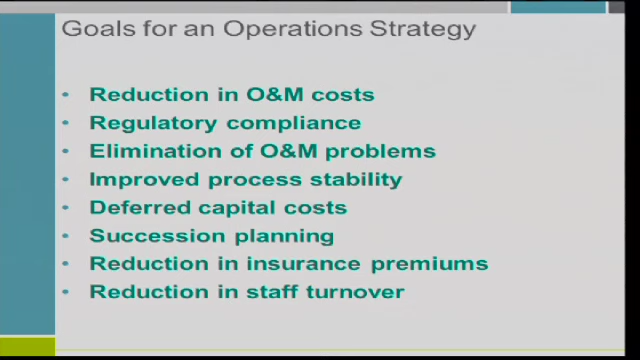 Goals for an Operations Strategy
• Reduction in O&M costs
• Regulatory compliance
• Elimination of O&M problems
• Improved process stability
• Deferred capital costs
• Succession planning
• Reduction in insurance premiums
• Reduction in staff turnover